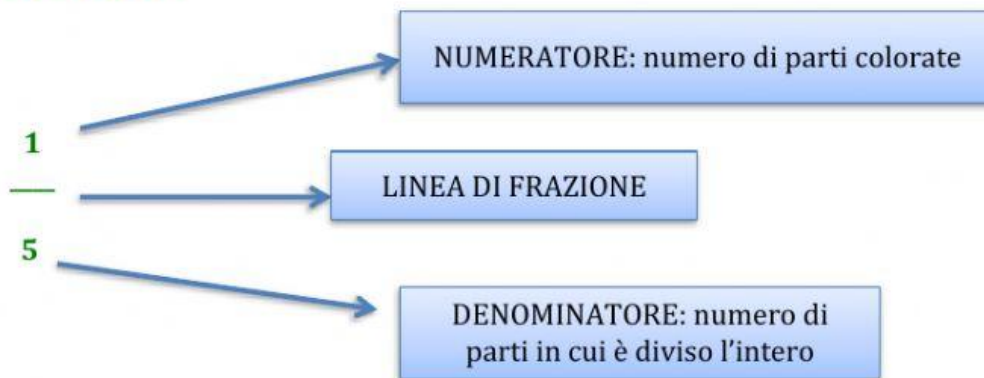 NUMERATORE: numero di parti colorate
1
LINEA DI FRAZIONE
5
DENOMINATORE: numero di
parti in cui è diviso l'intero